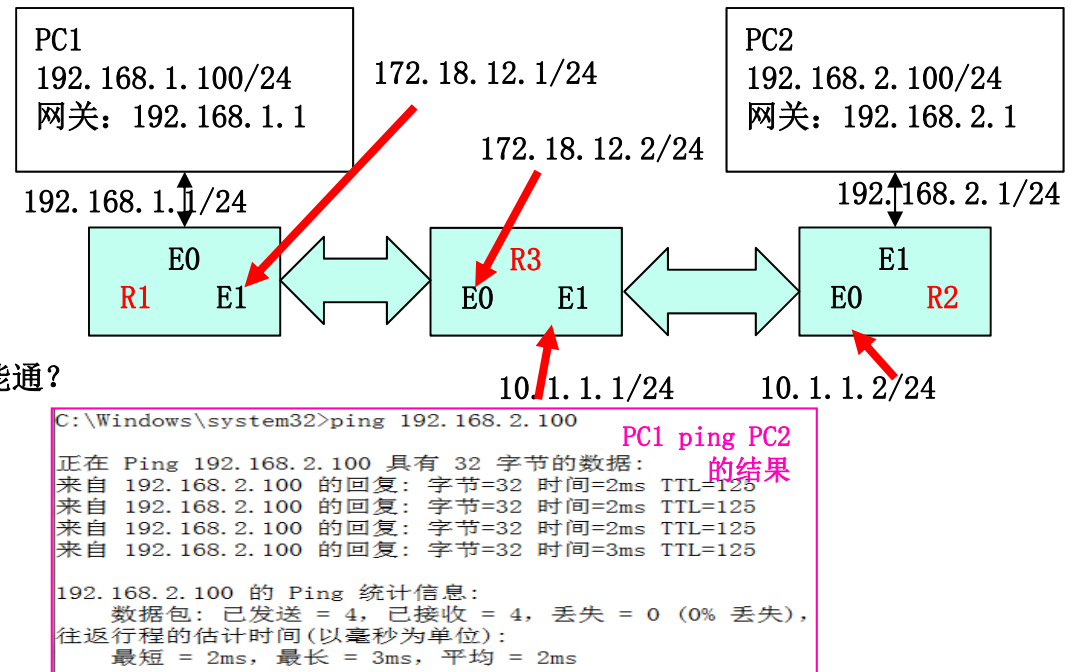 PC1
192.168.1.100/24
网关：192.168.1.1
PC2
192.168.2.100/24
网关：192.168.2.1
172.18.12.1/24
172.18.12.2/24
192.168.1.1/24
192.168.2.1/24
E0
R1
E1
R3
E0
E1
E1
E0
R2
能通？
10.1.1.1/24
10.1.1.2/24
PC1 ping PC2
的结果
C:\Windows\system32>ping 192.168.2.100
正在 Ping 192.168.2.100 具有 32 字节的数据:
来自 192.168.2.100 的回复: 字节=32 时间=2ms TTL=125
来自 192.168.2.100 的回复: 字节=32 时间=2ms TTL=125
来自 192.168.2.100 的回复: 字节=32 时间=2ms TTL=125
来自 192.168.2.100 的回复: 字节=32 时间=3ms TTL=125
192.168.2.100 的 Ping 统计信息:
数据包: 已发送 = 4, 已接收 = 4, 丢失 = 0 (0% 丢失),
往返行程的估计时间(以毫秒为单位):
最短 = 2ms, 最长 = 3ms, 平均 = 2ms